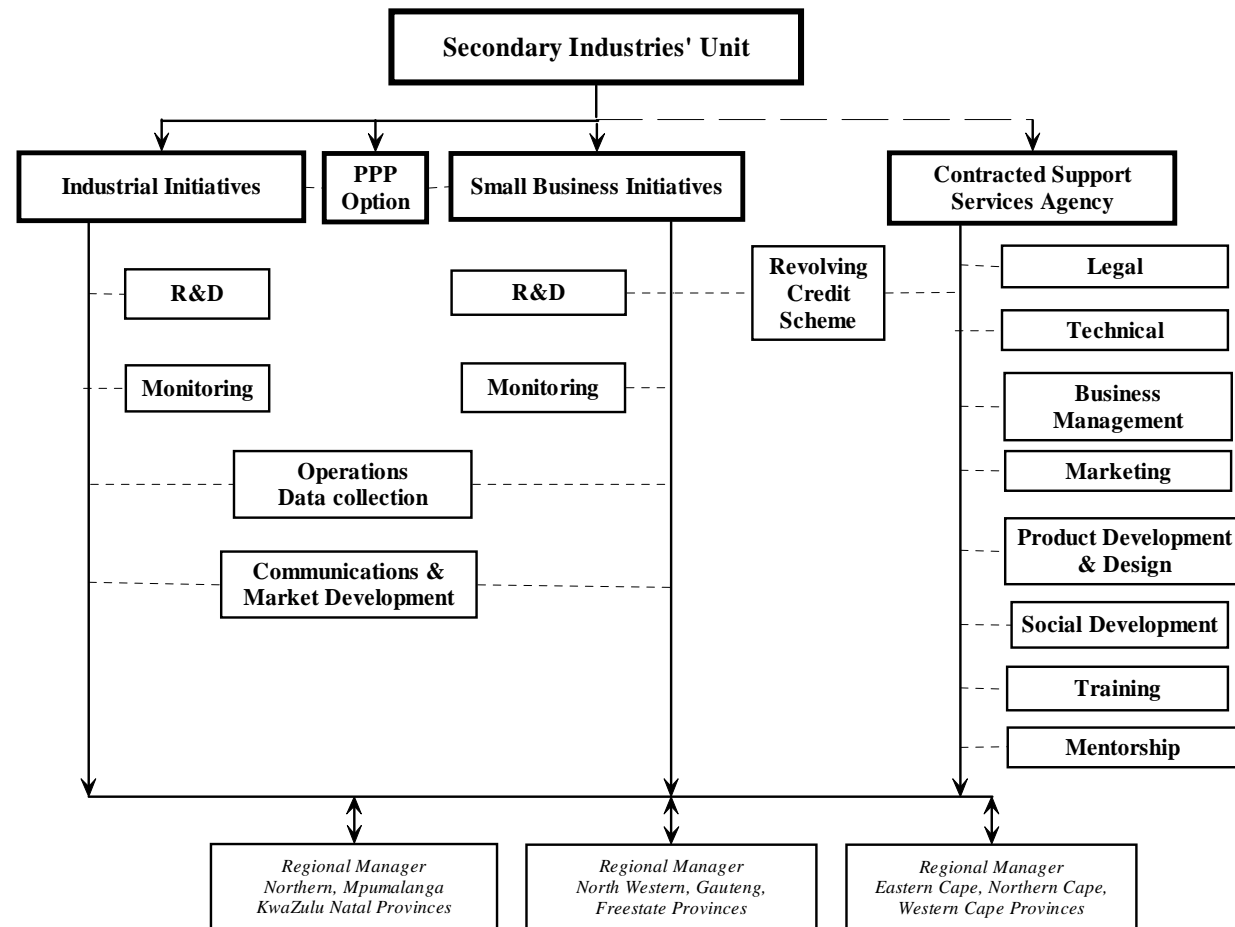 Secondary Industries' Unit
Industrial Initiatives
PPP
Option
Small Business Initiatives
Contracted Support
Services Agency
R&D
R&D
Revolving
Credit
Scheme
Legal
Technical
Monitoring
Monitoring
Business
Management
Operations
Data collection
Marketing
Communications &
Market Development
Product Development
& Design
Social Development
Training
Mentorship
Regional Manager
Northern, Mpumalanga
KwaZulu Natal Provinces
Regional Manager
North Western, Gauteng,
Freestate Provinces
Regional Manager
Eastern Cape, Northern Cape,
Western Cape Provinces